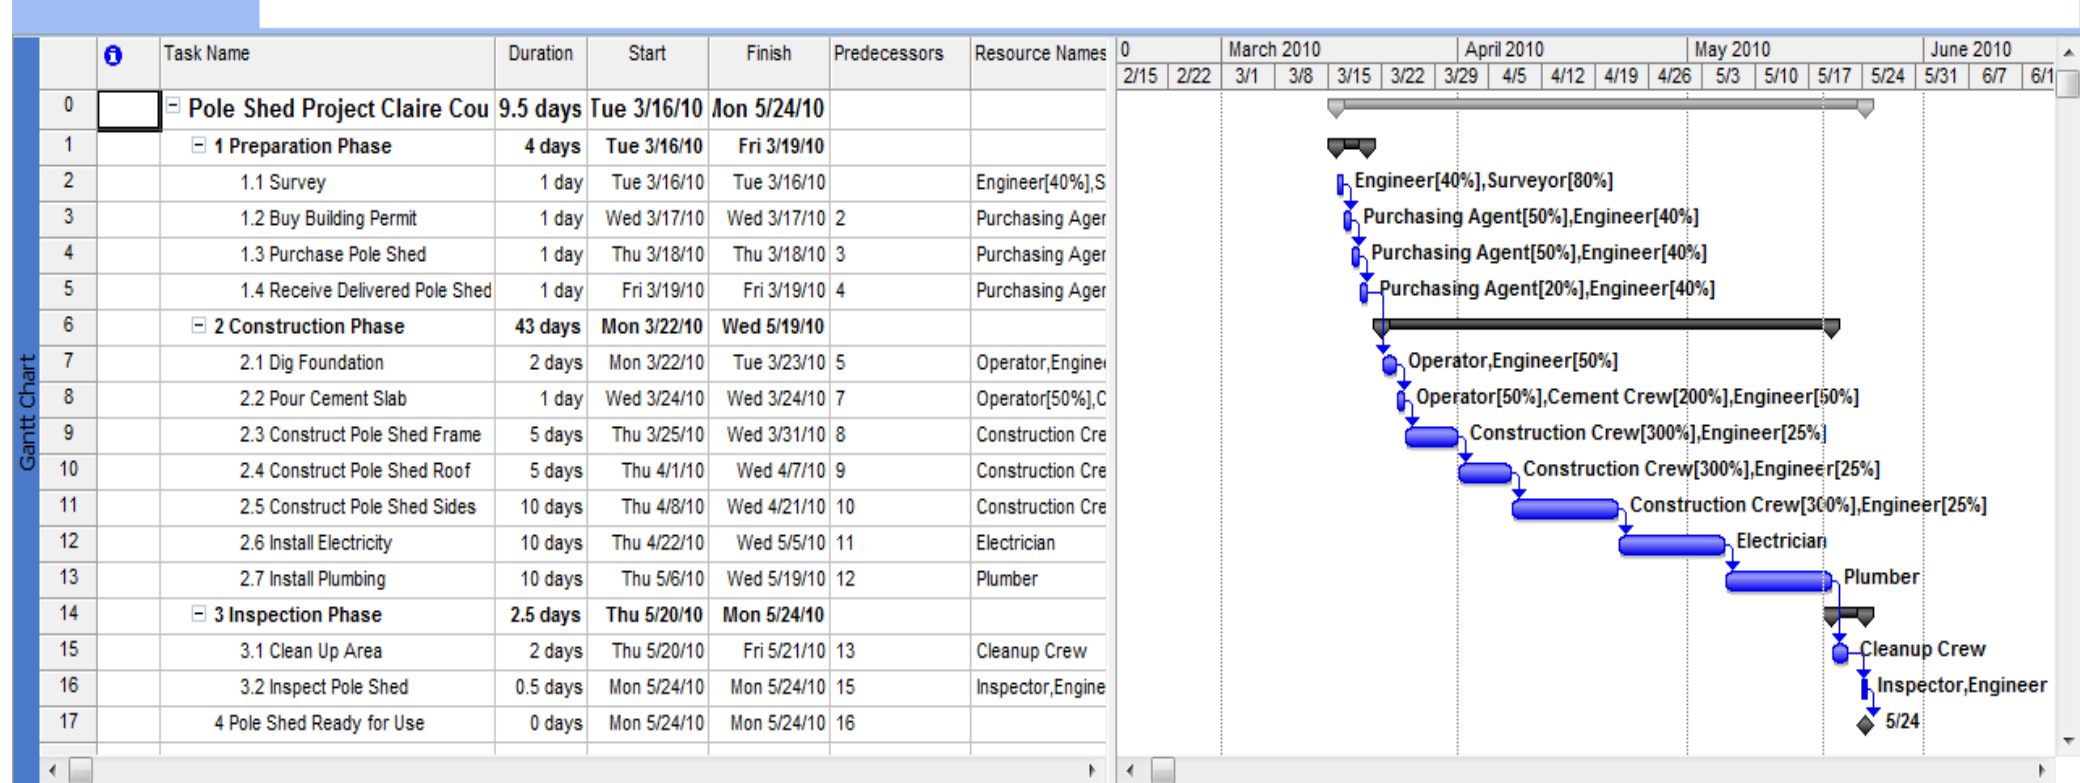 Task Name Duration Start Finish Predecessors Resource Names
0 March 2010 April 2010 May 2010 June 2010
2/15 2/22 3/1 3/8 3/15 3/22 3/29 4/5 4/12 4/19 4/26 5/3 5/10 5/17 5/24 5/31 6/7 6/1
0 Pole Shed Project Claire Cou 9.5 days Tue 3/16/10 Mon 5/24/10
1 1 Preparation Phase 4 days Tue 3/16/10 Fri 3/19/10
2 1.1 Survey 1 day Tue 3/16/10 Tue 3/16/10 Engineer[40%],S Engineer[40%],Surveyor[80%]
3 1.2 Buy Building Permit 1 day Wed 3/17/10 Wed 3/17/10 2 Purchasing Ager Purchasing Agent[50%],Engineer[40%]
4 1.3 Purchase Pole Shed 1 day Thu 3/18/10 Thu 3/18/10 3 Purchasing Ager Purchasing Agent[50%],Engineer[40%]
5 1.4 Receive Delivered Pole Shed 1 day Fri 3/19/10 Fri 3/19/10 4 Purchasing Ager Purchasing Agent[20%],Engineer[40%]
6 2 Construction Phase 43 days Mon 3/22/10 Wed 5/19/10
7 2.1 Dig Foundation 2 days Mon 3/22/10 Tue 3/23/10 5 Operator,Enginee Operator,Engineer[50%]
8 2.2 Pour Cement Slab 1 day Wed 3/24/10 Wed 3/24/10 7 Operator[50%],C Operator[50%],Cement Crew[200%],Engineer[50%]
9 2.3 Construct Pole Shed Frame 5 days Thu 3/25/10 Wed 3/31/10 8 Construction Cre Construction Crew[300%],Engineer[25%]
10 2.4 Construct Pole Shed Roof 5 days Thu 4/1/10 Wed 4/7/10 9 Construction Cre Construction Crew[300%],Engineer[25%]
11 2.5 Construct Pole Shed Sides 10 days Thu 4/8/10 Wed 4/21/10 10 Construction Cre Construction Crew[300%],Engineer[25%]
12 2.6 Install Electricity 10 days Thu 4/22/10 Wed 5/5/10 11 Electrician Electrician
13 2.7 Install Plumbing 10 days Thu 5/6/10 Wed 5/19/10 12 Plumber Plumber
14 3 Inspection Phase 2.5 days Thu 5/20/10 Mon 5/24/10
15 3.1 Clean Up Area 2 days Thu 5/20/10 Fri 5/21/10 13 Cleanup Crew Cleanup Crew
16 3.2 Inspect Pole Shed 0.5 days Mon 5/24/10 Mon 5/24/10 15 Inspector,Engine Inspector,Engineer
17 4 Pole Shed Ready for Use 0 days Mon 5/24/10 Mon 5/24/10 16 5/24
Gantt Chart